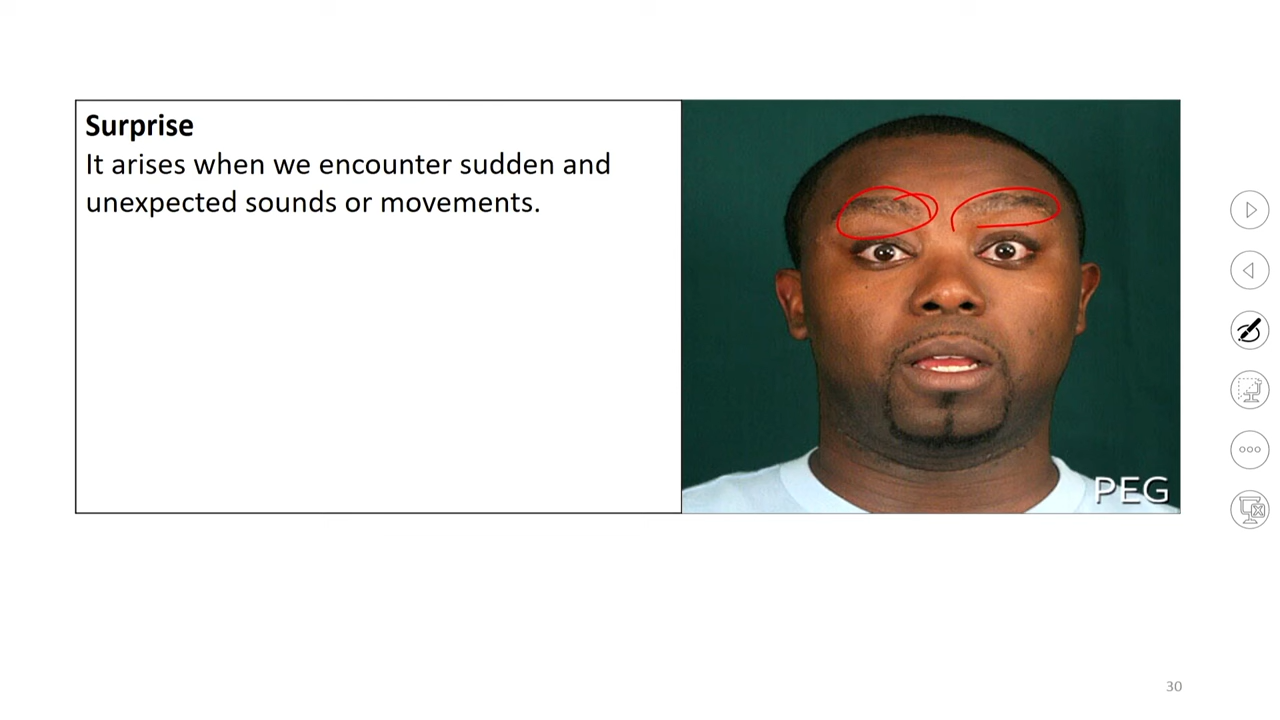 Surprise
It arises when we encounter sudden and
unexpected sounds or movements.
PEG
30